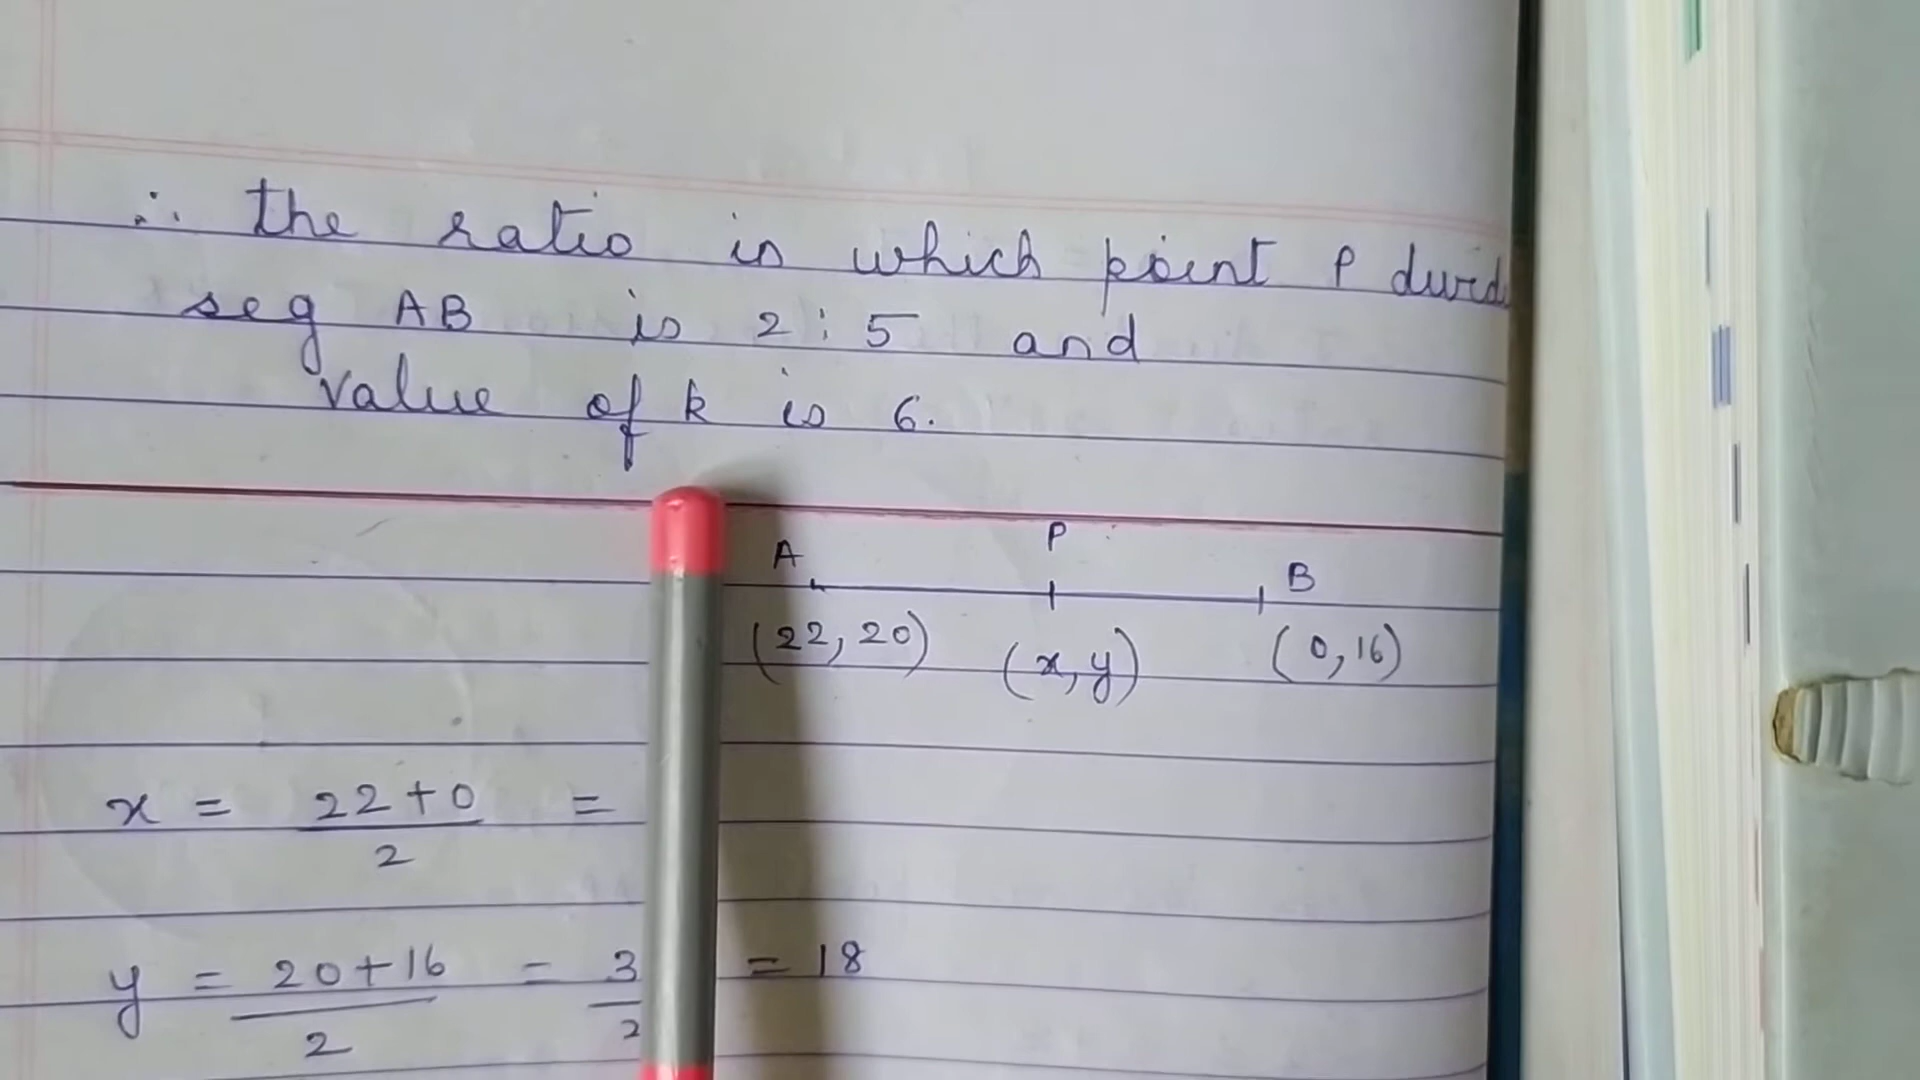 ∴ the ratio in which point P divid
seg AB is 2:5 and
value of k is 6.
A P B
(22, 20) (x, y) (0, 16)
x = 22+0 / 2 =
y = 20+16 / 2 = 3 / 2 = 18